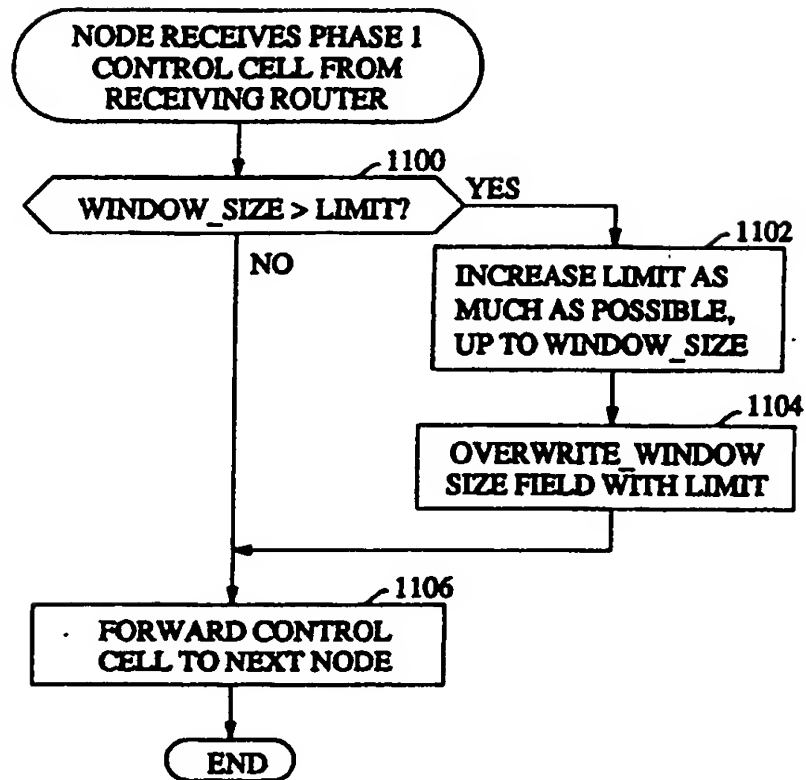 NODE RECEIVES PHASE 1
CONTROL CELL FROM
RECEIVING ROUTER
1100
WINDOW_SIZE > LIMIT?
YES
NO
1102
INCREASE LIMIT AS
MUCH AS POSSIBLE,
UP TO WINDOW_SIZE
1104
OVERWRITE_WINDOW
SIZE FIELD WITH LIMIT
1106
FORWARD CONTROL
CELL TO NEXT NODE
END